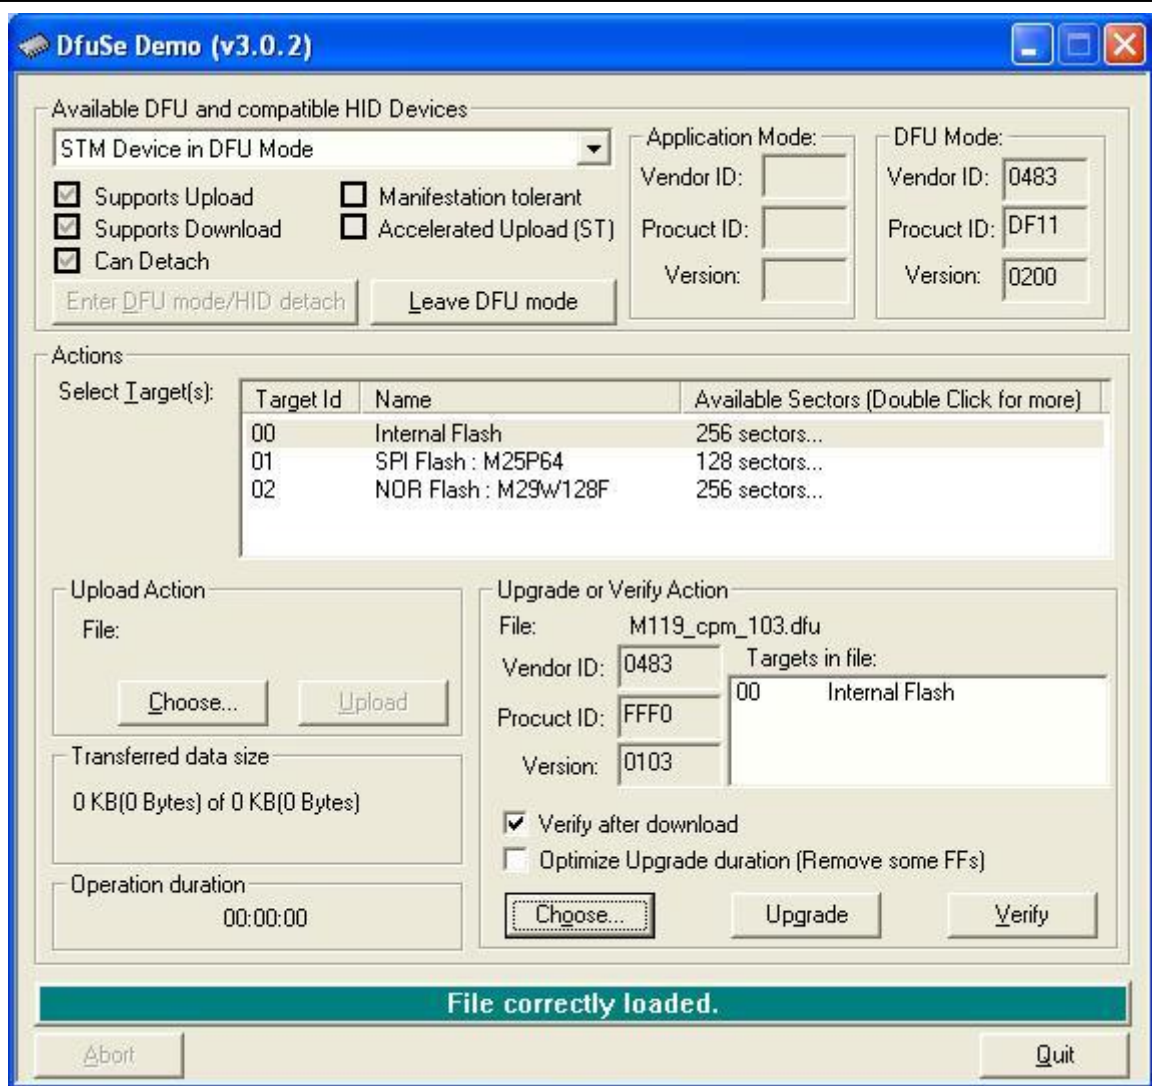 DfuSe Demo (v3.0.2)
Available DFU and compatible HID Devices
STM Device in DFU Mode
Supports Upload
Manifestation tolerant
Supports Download
Accelerated Upload (ST)
Can Detach
Enter DFU mode/HID detach
Leave DFU mode
Application Mode:
Vendor ID:
Procuct ID:
Version:
DFU Mode:
Vendor ID: 0483
Procuct ID: DF11
Version: 0200
Actions
Select Target(s):
Target Id Name Available Sectors (Double Click for more)
00 Internal Flash 256 sectors...
01 SPI Flash : M25P64 128 sectors...
02 NOR Flash : M29W128F 256 sectors...
Upload Action
File:
Choose... Upload
Transferred data size
0 KB(0 Bytes) of 0 KB(0 Bytes)
Operation duration
00:00:00
Upgrade or Verify Action
File: M119_cpm_103.dfu
Vendor ID: 0483
Procuct ID: FFF0
Version: 0103
Targets in file:
00 Internal Flash
Verify after download
Optimize Upgrade duration (Remove some FFs)
Choose... Upgrade Verify
File correctly loaded.
Abort Quit